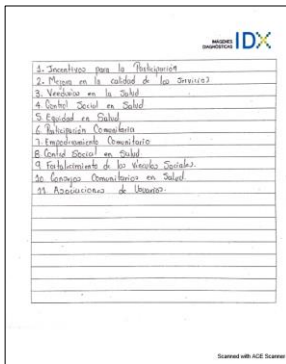 IMÁGENES
DIAGNÓSTICAS IDX
1. Incentivos para la Participación
2. Mejora en la calidad de los Servicios
3. Veedurías en la Salud
4. Control Social en Salud
5. Equidad en Salud
6. Participación Comunitaria
7. Empoderamiento Comunitario
8. Control Social en Salud.
9. Fortalecimiento de los Vínculos Sociales.
10. Consejos Comunitarios en Salud.
11. Asociaciones de Usuarios.
Scanned with ACE Scanner